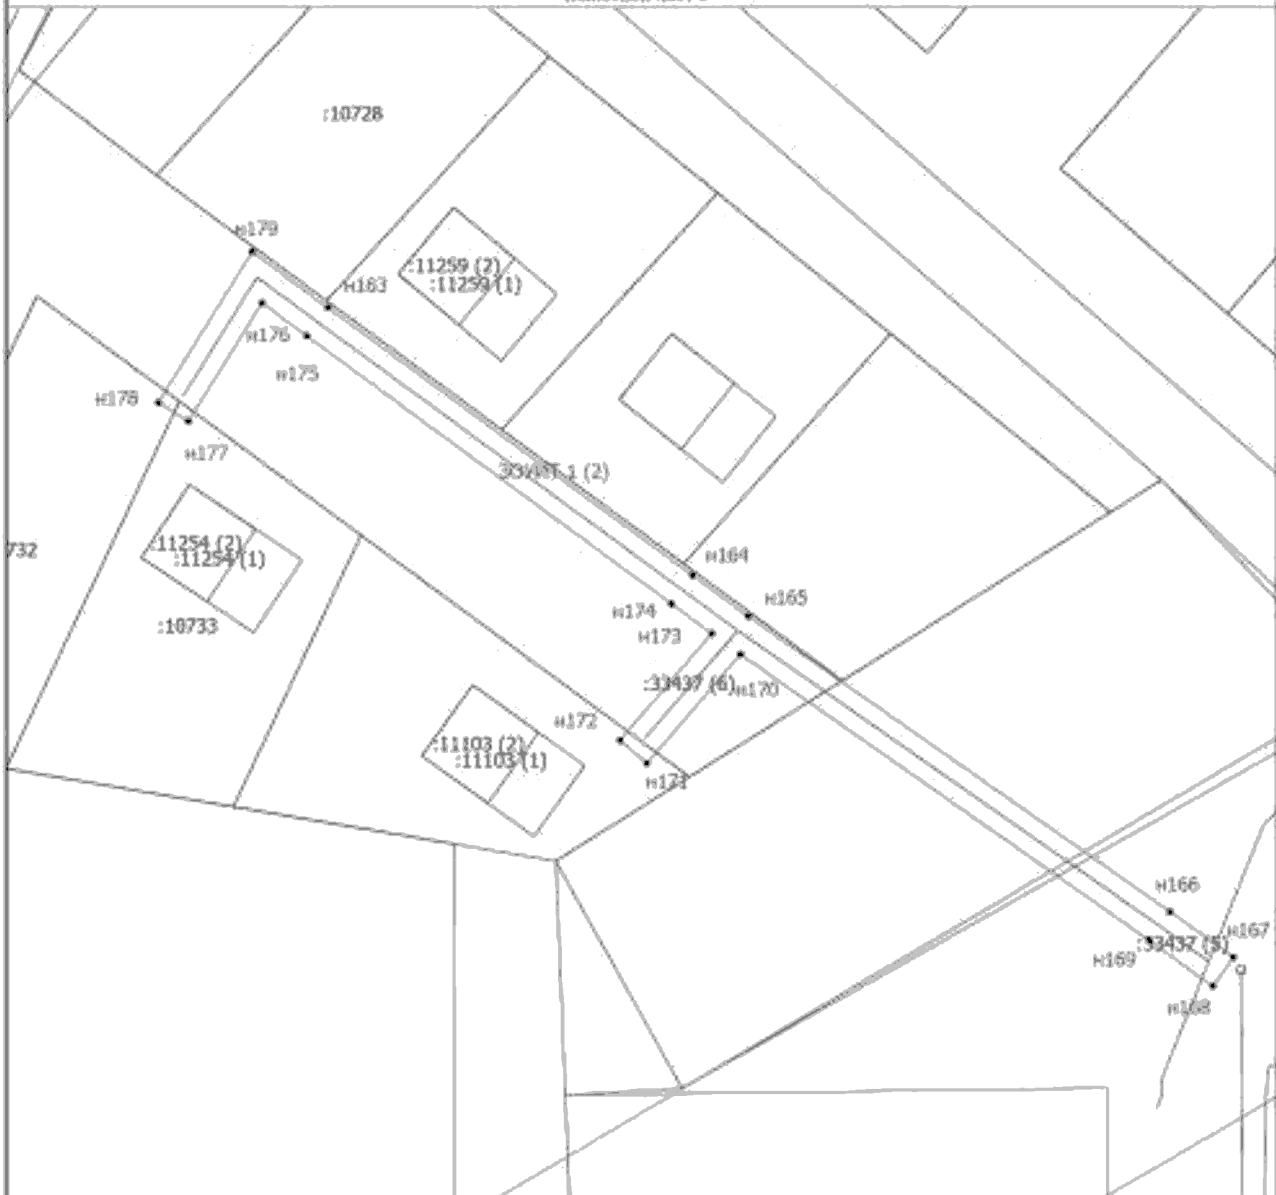 :10728
н179
:11259 (2)
:11259 (1)
н163
н176
н175
н178
н177
ЗОУИТ 1 (2)
732
:11254 (2)
:11254 (1)
:10733
н164
н165
н174
н173
:33437 (6)
н170
н172
:11103 (2)
:11103 (1)
н171
н166
н167
:33437 (5)
н169
н168